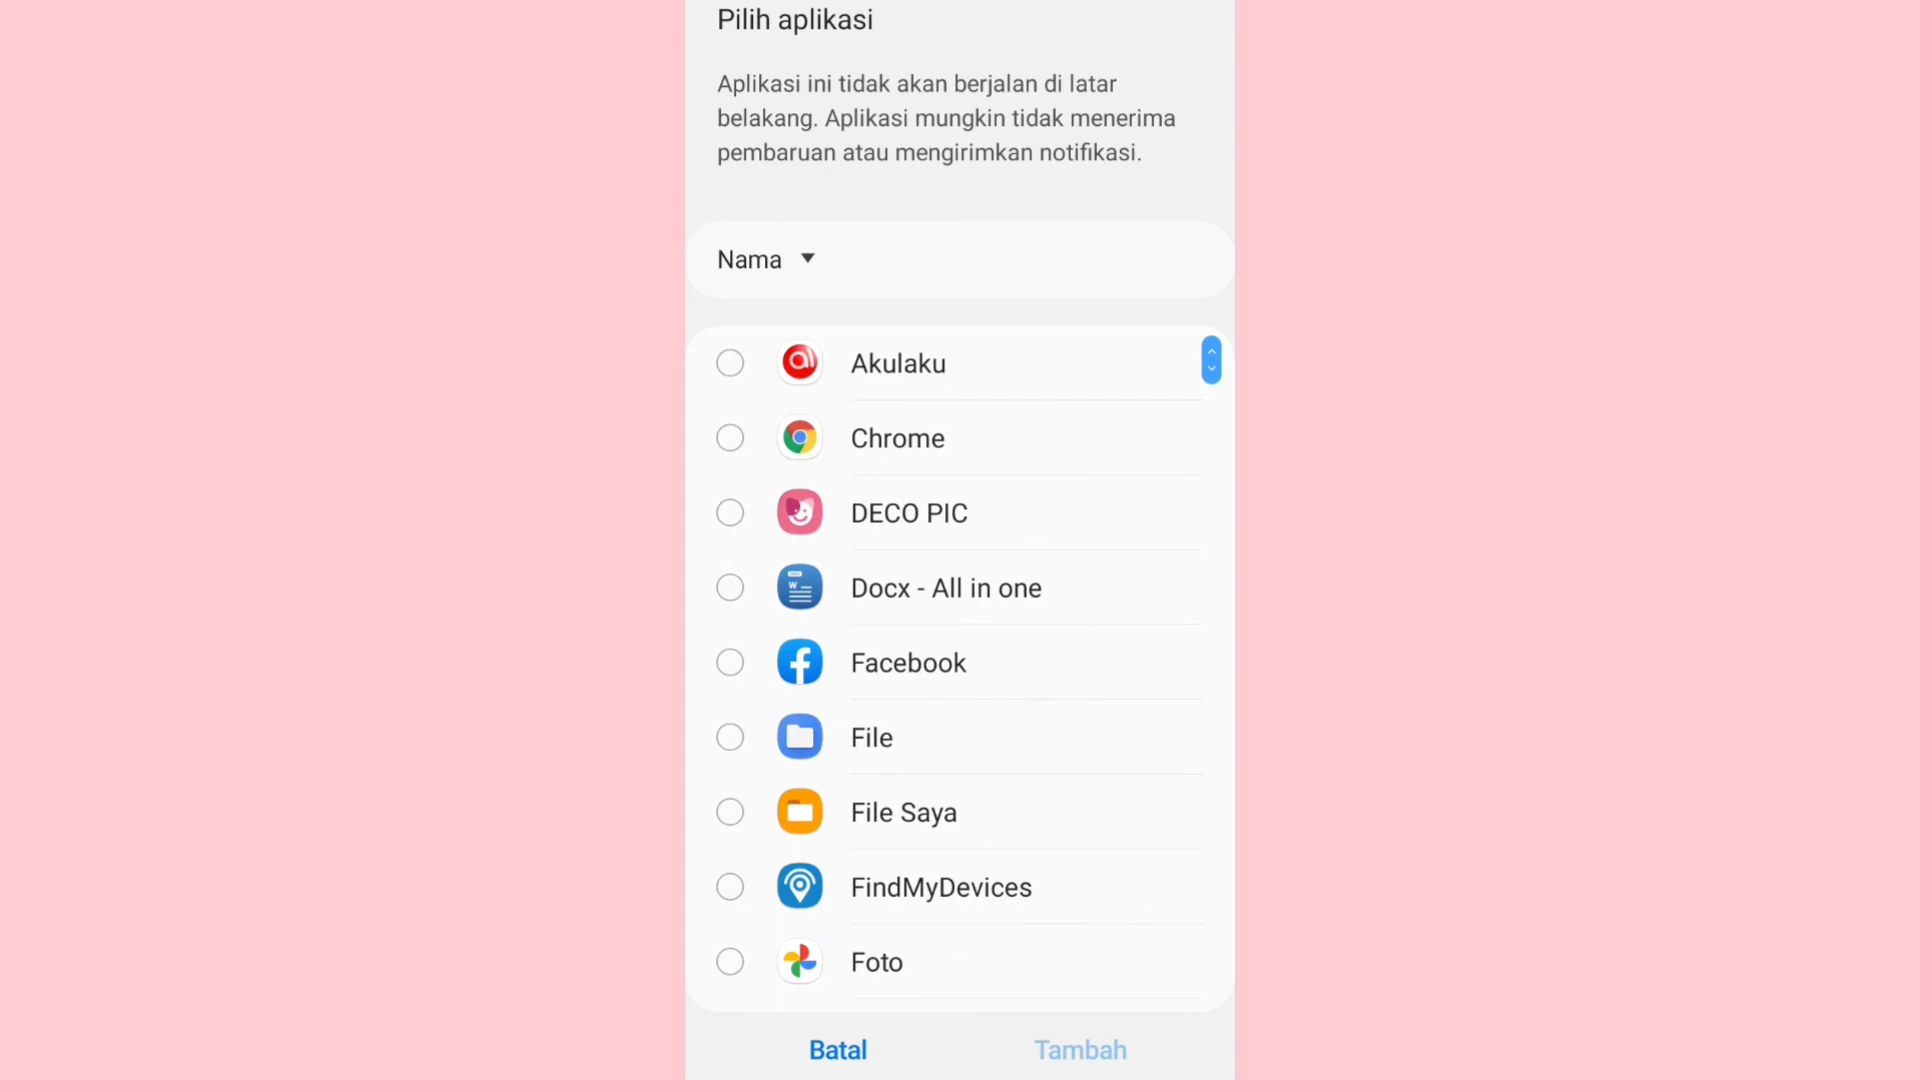 Pilih aplikasi
Aplikasi ini tidak akan berjalan di latar
belakang. Aplikasi mungkin tidak menerima
pembaruan atau mengirimkan notifikasi.
Nama
Akulaku
Chrome
DECO PIC
Docx - All in one
Facebook
File
File Saya
FindMyDevices
Foto
Batal
Tambah